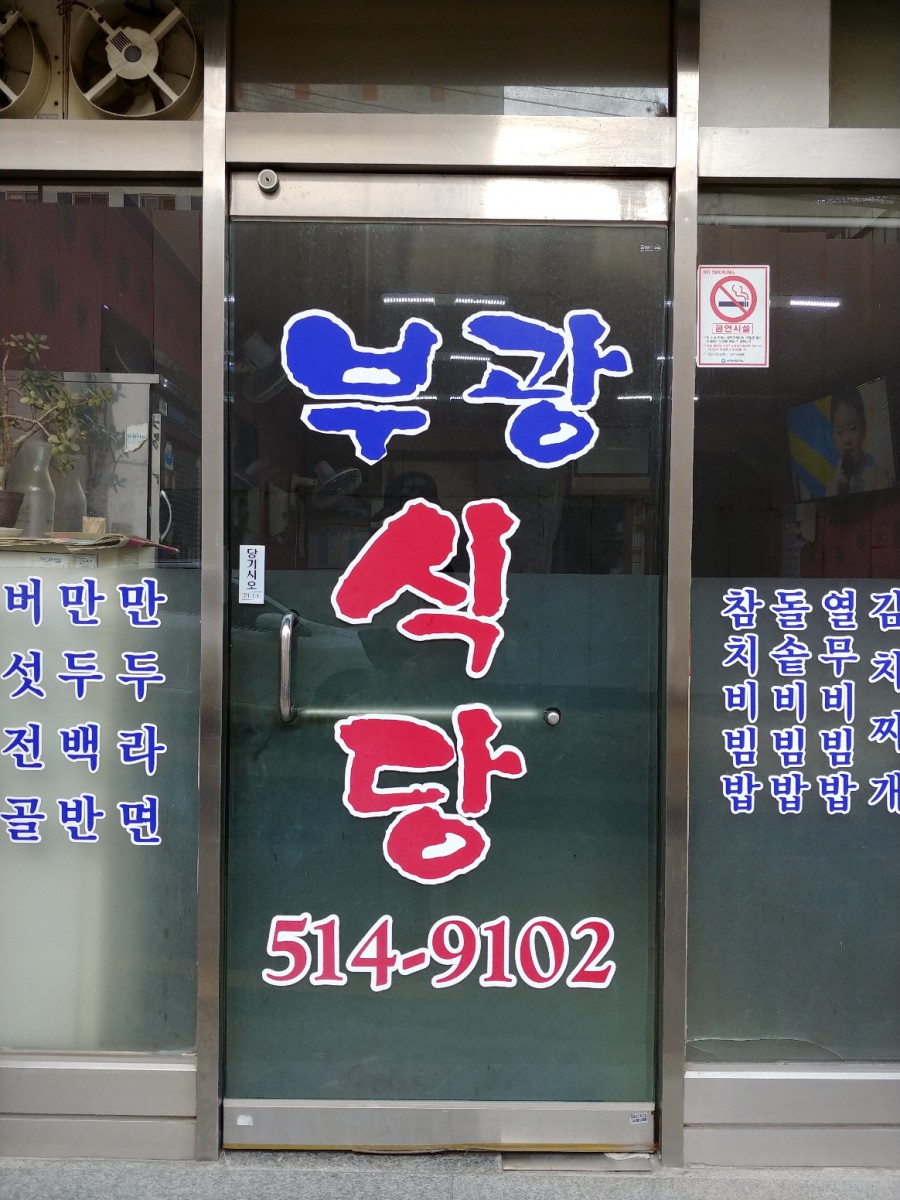 부광
식당
514-9102
당기시오
버섯전골
만두백반
만두라면
참치비빔밥
돌솥비빔밥
열무비빔밥
김치찌개
NO SMOKING
금연시설